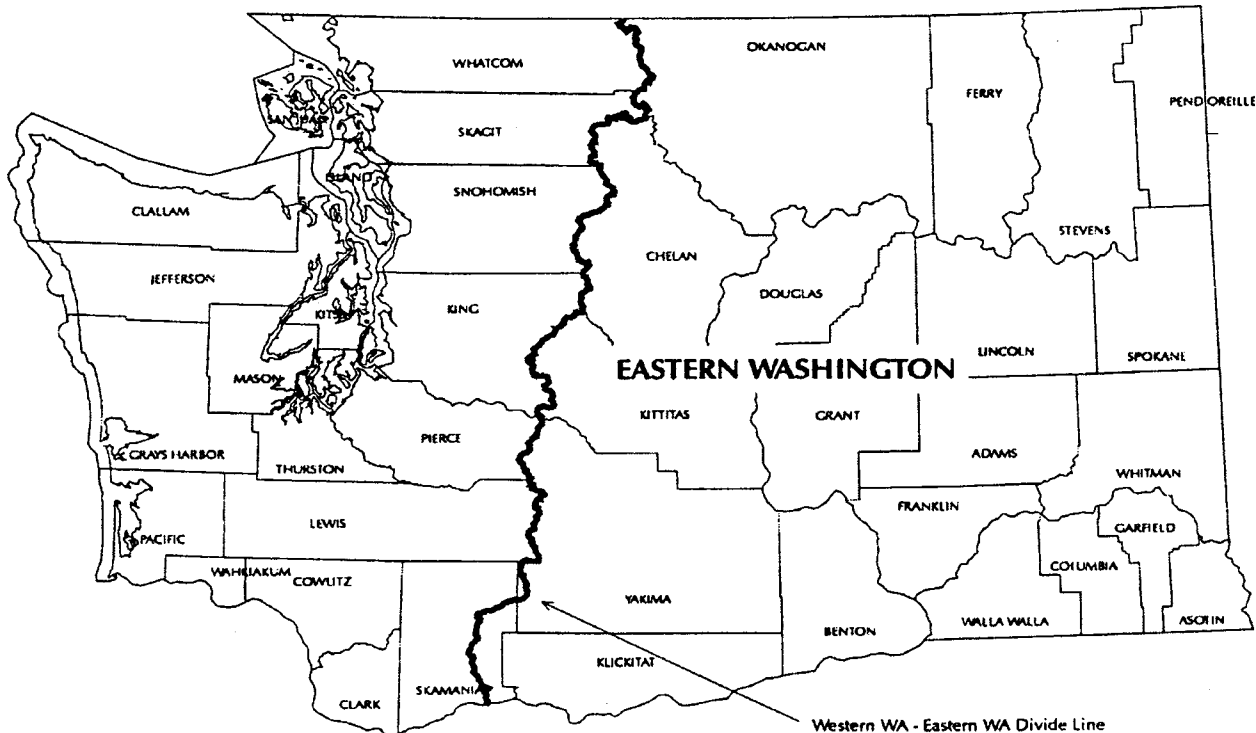 WHATCOM
OKANOGAN
FERRY
PEND OREILLE
SAN JUAN
SKAGIT
ISLAND
SNOHOMISH
CLALLAM
STEVENS
JEFFERSON
CHELAN
DOUGLAS
KITSAP
KING
LINCOLN
SPOKANE
EASTERN WASHINGTON
MASON
KITTITAS
GRANT
PIERCE
GRAYS HARBOR
THURSTON
ADAMS
WHITMAN
FRANKLIN
GARFIELD
LEWIS
PACIFIC
COLUMBIA
WAHKIAKUM
COWLITZ
YAKIMA
WALLA WALLA
ASOTIN
BENTON
KLICKITAT
SKAMANIA
CLARK
Western WA - Eastern WA Divide Line